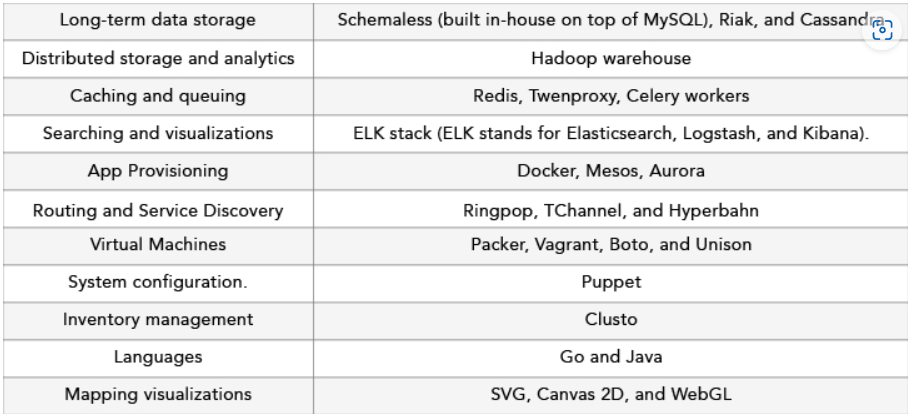 Long-term data storage Schemaless (built in-house on top of MySQL), Riak, and Cassandra
Distributed storage and analytics Hadoop warehouse
Caching and queuing Redis, Twenproxy, Celery workers
Searching and visualizations ELK stack (ELK stands for Elasticsearch, Logstash, and Kibana).
App Provisioning Docker, Mesos, Aurora
Routing and Service Discovery Ringpop, TChannel, and Hyperbahn
Virtual Machines Packer, Vagrant, Boto, and Unison
System configuration. Puppet
Inventory management Clusto
Languages Go and Java
Mapping visualizations SVG, Canvas 2D, and WebGL